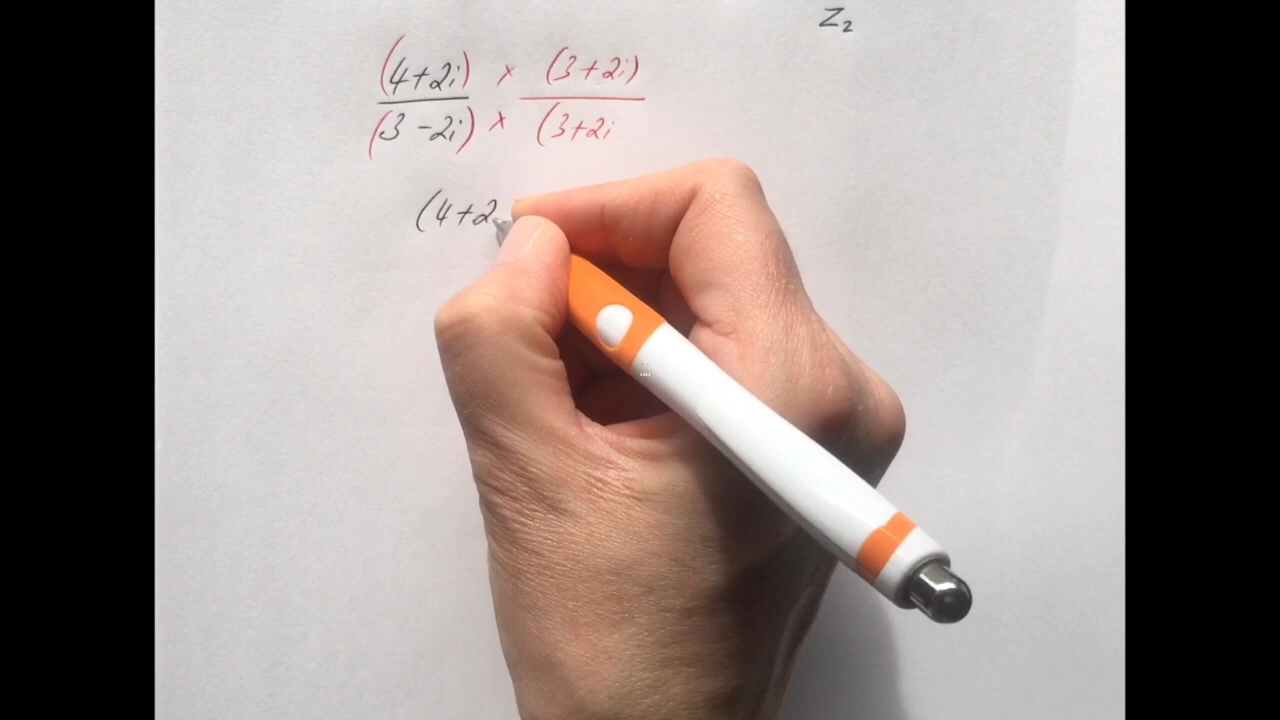 Z₂
(4+2i) × (3+2i)
(3-2i) × (3+2i
(4+2